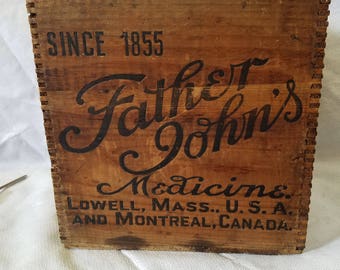 SINCE 1855
Father
John's
Medicine.
LOWELL, MASS., U.S.A.
AND MONTREAL, CANADA.